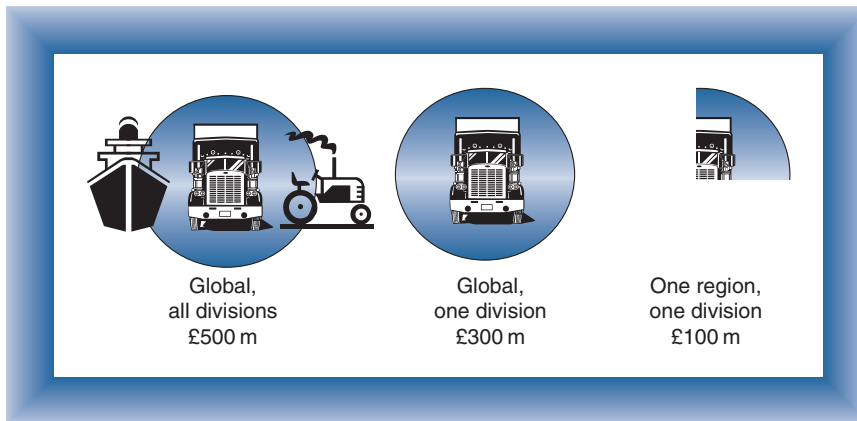 Global,
all divisions
£500 m
Global,
one division
£300 m
One region,
one division
£100 m